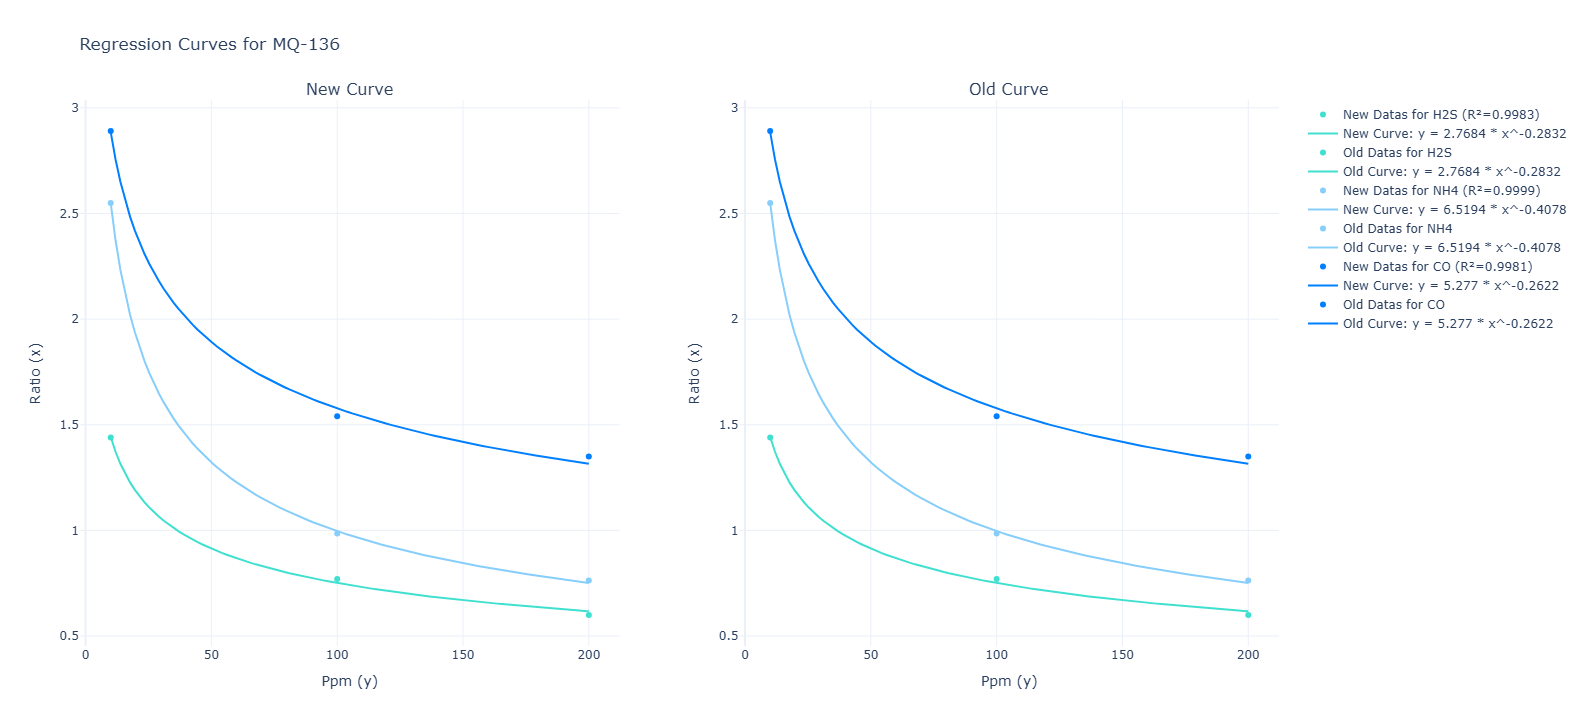 Regression Curves for MQ-136
New Curve
3
2.5
2
1.5
1
0.5
0
50
100
150
200
Ratio (x)
Ppm (y)
Old Curve
3
2.5
2
1.5
1
0.5
0
50
100
150
200
Ratio (x)
Ppm (y)
New Datas for H2S (R²=0.9983)
New Curve: y = 2.7684 * x^-0.2832
Old Datas for H2S
Old Curve: y = 2.7684 * x^-0.2832
New Datas for NH4 (R²=0.9999)
New Curve: y = 6.5194 * x^-0.4078
Old Datas for NH4
Old Curve: y = 6.5194 * x^-0.4078
New Datas for CO (R²=0.9981)
New Curve: y = 5.277 * x^-0.2622
Old Datas for CO
Old Curve: y = 5.277 * x^-0.2622